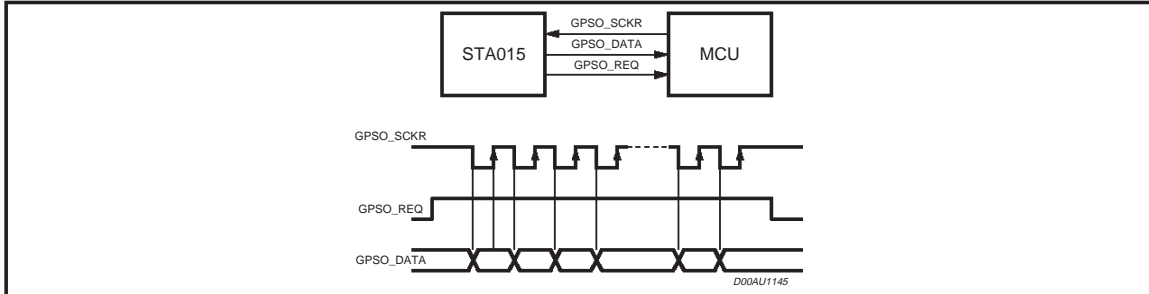 GPSO_SCKR
GPSO_DATA
GPSO_REQ
STA015
MCU
GPSO_SCKR
GPSO_REQ
GPSO_DATA
D00AU1145